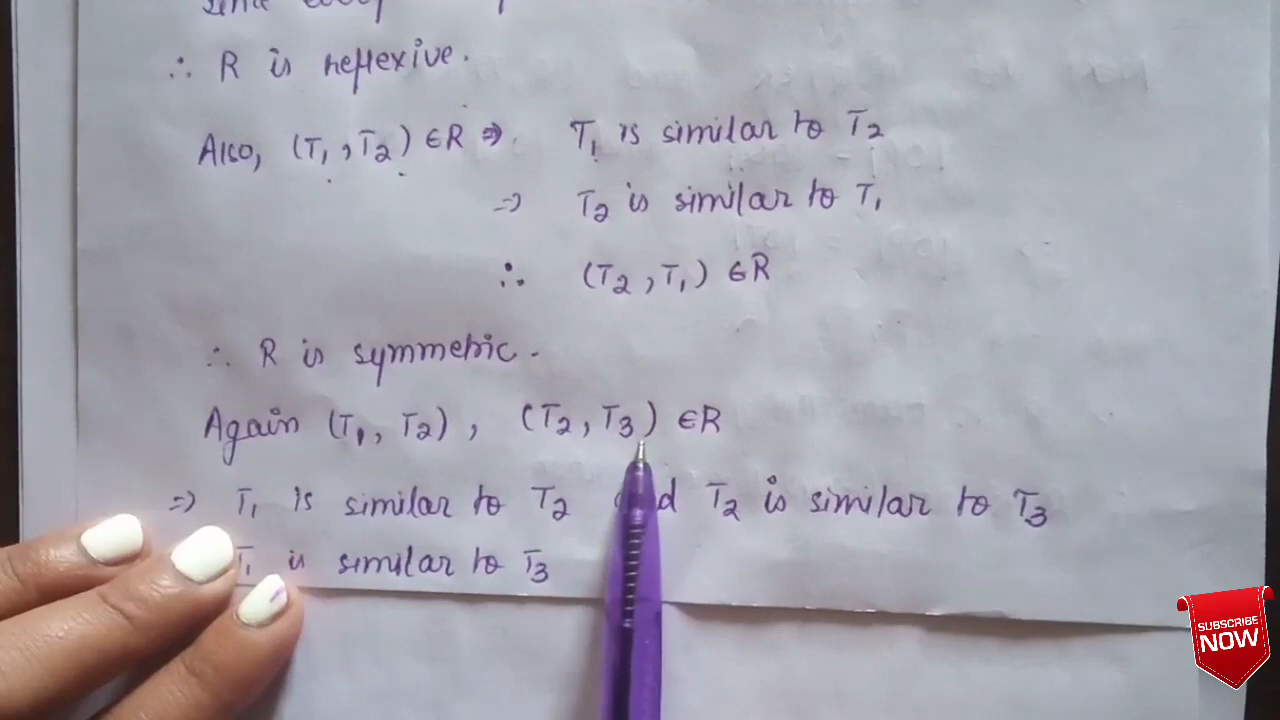 ∴ R is reflexive.
Also, (T₁, T₂) ∈R ⇒ T₁ is similar to T₂
⇒ T₂ is similar to T₁
∴ (T₂, T₁) ∈R
∴ R is symmetric.
Again (T₁, T₂), (T₂, T₃) ∈R
⇒ T₁ is similar to T₂ and T₂ is similar to T₃
T₁ is similar to T₃
SUBSCRIBE
NOW